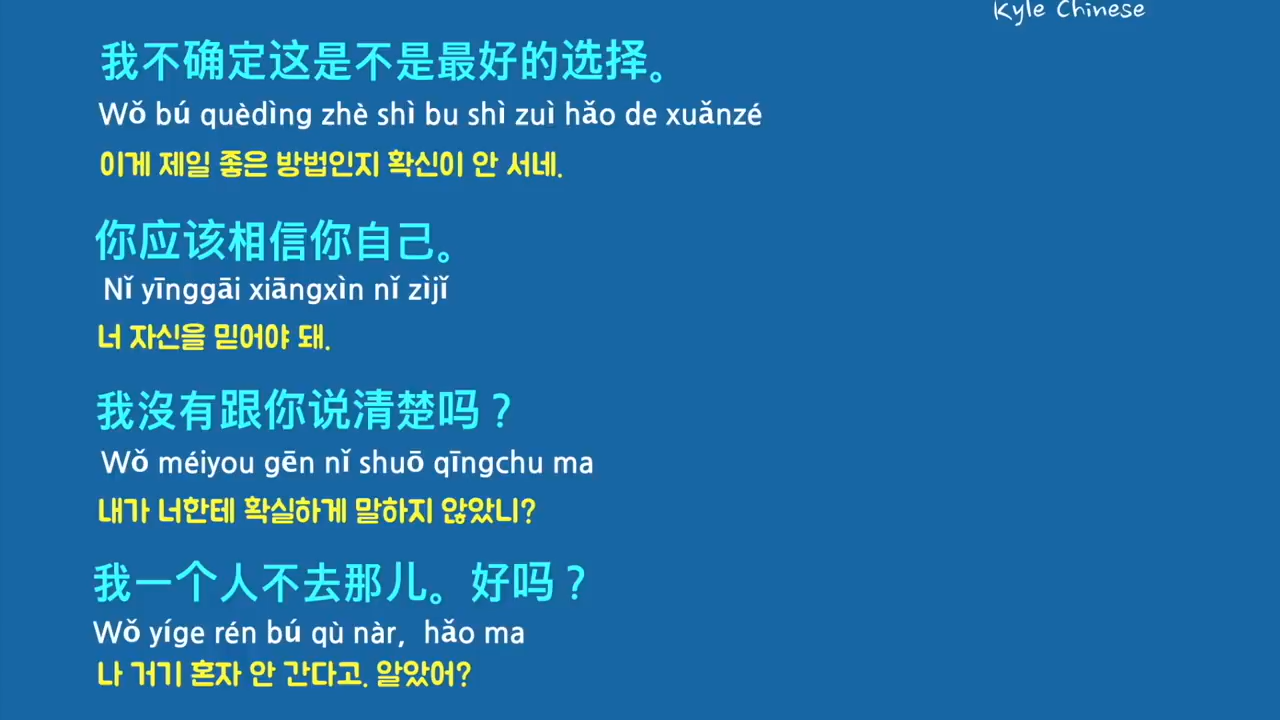 Kyle Chinese
我不确定这是不是最好的选择。
Wǒ bú quèdìng zhè shì bu shì zuì hǎo de xuǎnzé
이게 제일 좋은 방법인지 확신이 안 서네.
你应该相信你自己。
Nǐ yīnggāi xiāngxìn nǐ zìjǐ
너 자신을 믿어야 돼.
我沒有跟你说清楚吗？
Wǒ méiyou gēn nǐ shuō qīngchu ma
내가 너한테 확실하게 말하지 않았니?
我一个人不去那儿。好吗？
Wǒ yíge rén bú qù nàr, hǎo ma
나 거기 혼자 안 간다고. 알았어?